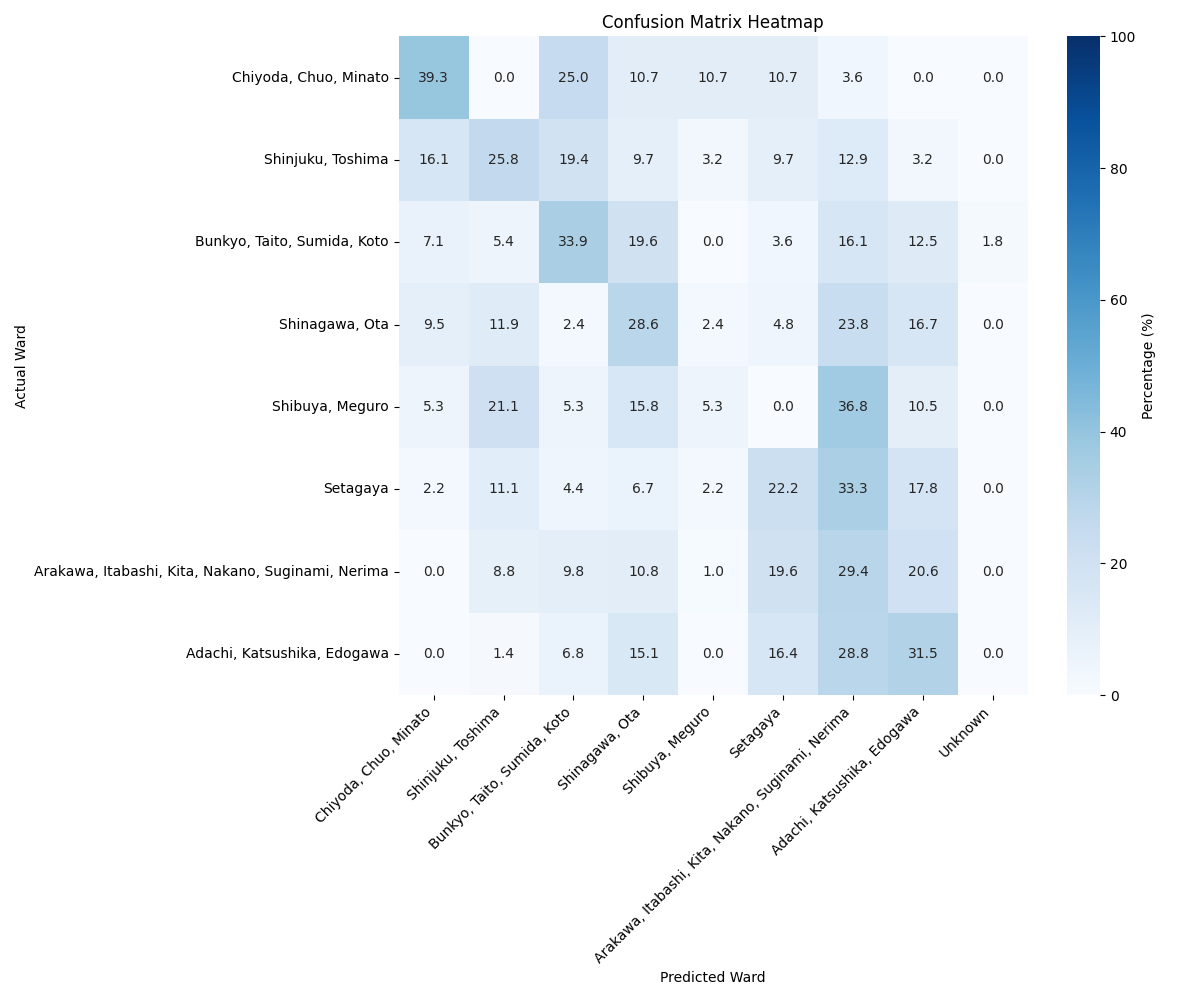 Confusion Matrix Heatmap
Actual Ward
Chiyoda, Chuo, Minato 39.3 0.0 25.0 10.7 10.7 10.7 3.6 0.0 0.0
Shinjuku, Toshima 16.1 25.8 19.4 9.7 3.2 9.7 12.9 3.2 0.0
Bunkyo, Taito, Sumida, Koto 7.1 5.4 33.9 19.6 0.0 3.6 16.1 12.5 1.8
Shinagawa, Ota 9.5 11.9 2.4 28.6 2.4 4.8 23.8 16.7 0.0
Shibuya, Meguro 5.3 21.1 5.3 15.8 5.3 0.0 36.8 10.5 0.0
Setagaya 2.2 11.1 4.4 6.7 2.2 22.2 33.3 17.8 0.0
Arakawa, Itabashi, Kita, Nakano, Suginami, Nerima 0.0 8.8 9.8 10.8 1.0 19.6 29.4 20.6 0.0
Adachi, Katsushika, Edogawa 0.0 1.4 6.8 15.1 0.0 16.4 28.8 31.5 0.0
Chiyoda, Chuo, Minato
Shinjuku, Toshima
Bunkyo, Taito, Sumida, Koto
Shinagawa, Ota
Shibuya, Meguro
Setagaya
Arakawa, Itabashi, Kita, Nakano, Suginami, Nerima
Adachi, Katsushika, Edogawa
Unknown
Predicted Ward
100
80
60
40
20
0
Percentage (%)